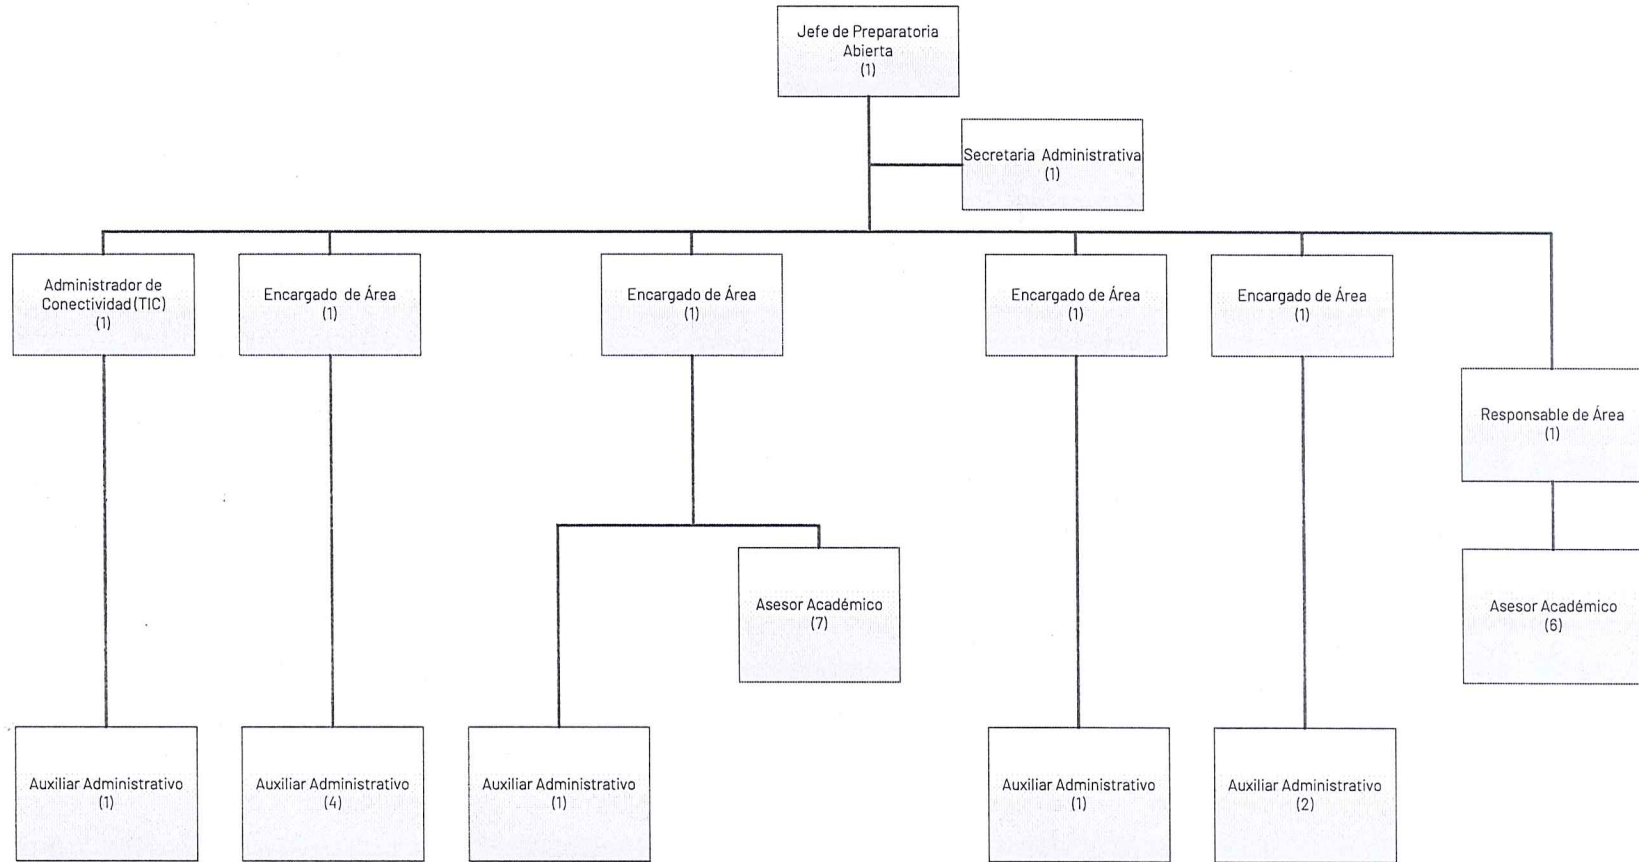 Jefe de Preparatoria
Abierta
(1)
Secretaria Administrativa
(1)
Administrador de
Conectividad (TIC)
(1)
Encargado de Área
(1)
Encargado de Área
(1)
Encargado de Área
(1)
Encargado de Área
(1)
Responsable de Área
(1)
Asesor Académico
(7)
Asesor Académico
(6)
Auxiliar Administrativo
(1)
Auxiliar Administrativo
(4)
Auxiliar Administrativo
(1)
Auxiliar Administrativo
(1)
Auxiliar Administrativo
(2)